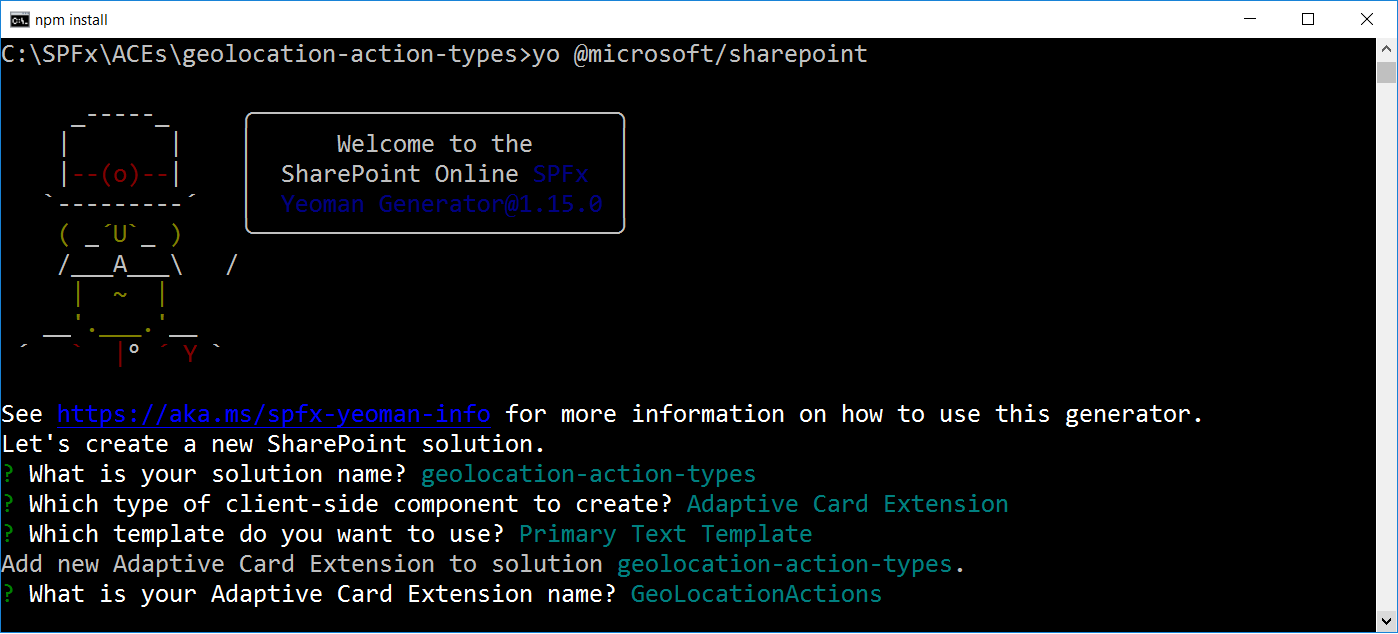 npm install
C:\SPFx\ACEs\geolocation-action-types>yo @microsoft/sharepoint
Welcome to the
SharePoint Online SPFx
Yeoman Generator@1.15.0
See https://aka.ms/spfx-yeoman-info for more information on how to use this generator.
Let's create a new SharePoint solution.
? What is your solution name? geolocation-action-types
? Which type of client-side component to create? Adaptive Card Extension
? Which template do you want to use? Primary Text Template
Add new Adaptive Card Extension to solution geolocation-action-types.
? What is your Adaptive Card Extension name? GeoLocationActions